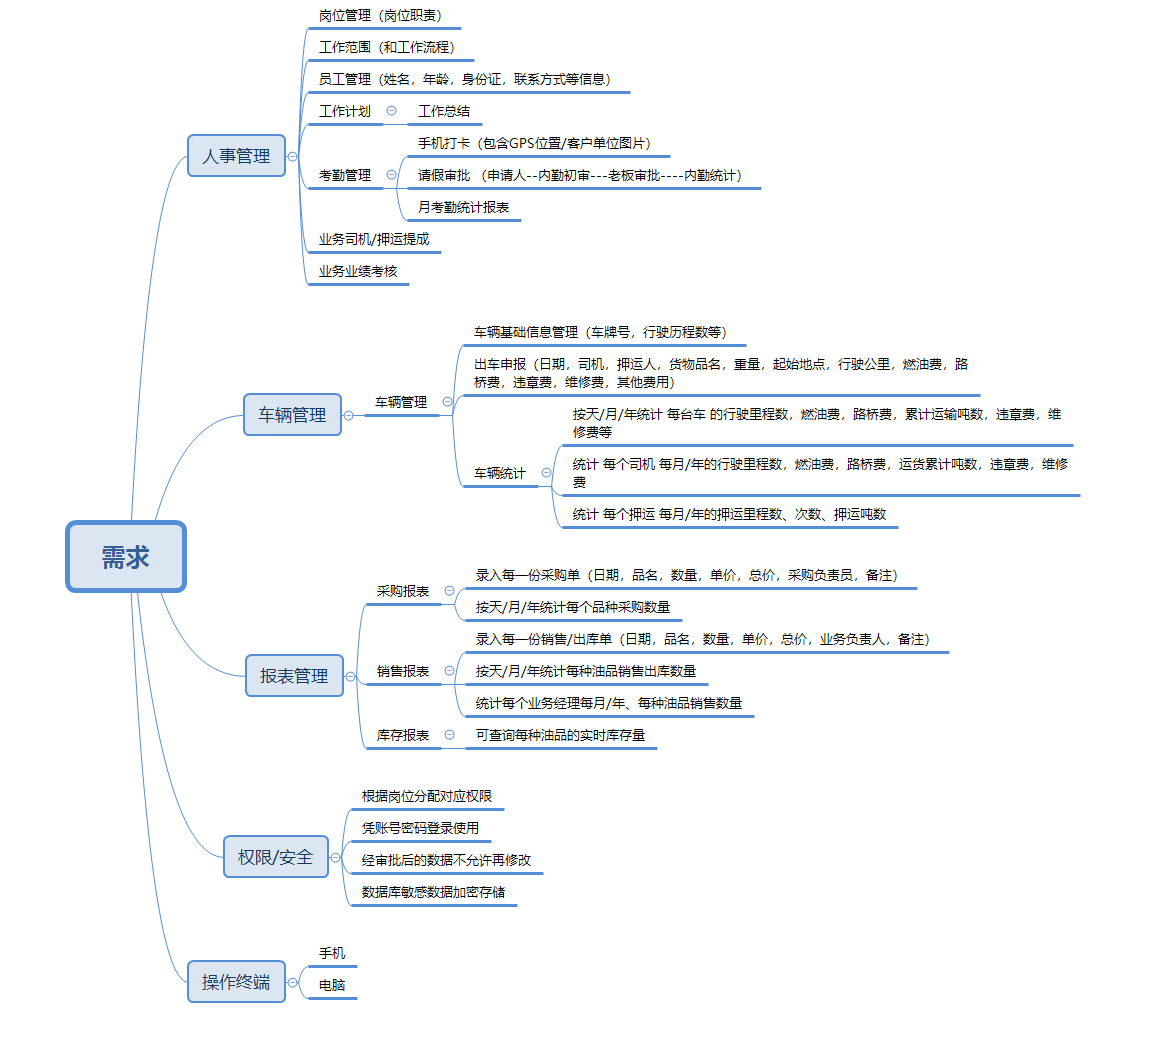 需求
人事管理
岗位管理（岗位职责）
工作范围（和工作流程）
员工管理（姓名，年龄，身份证，联系方式等信息）
工作计划
工作总结
考勤管理
手机打卡（包含GPS位置/客户单位图片）
请假审批 （申请人--内勤初审---老板审批----内勤统计）
月考勤统计报表
业务司机/押运提成
业务业绩考核
车辆管理
车辆管理
车辆基础信息管理（车牌号，行驶历程数等）
出车申报（日期，司机，押运人，货物品名，重量，起始地点，行驶公里，燃油费，路
桥费，违章费，维修费，其他费用）
车辆统计
按天/月/年统计 每台车 的行驶里程数，燃油费，路桥费，累计运输吨数，违章费，维
修费等
统计 每个司机 每月/年的行驶里程数，燃油费，路桥费，运货累计吨数，违章费，维修
费
统计 每个押运 每月/年的押运里程数、次数、押运吨数
报表管理
采购报表
录入每一份采购单（日期，品名，数量，单价，总价，采购负责员，备注）
按天/月/年统计每个品种采购数量
销售报表
录入每一份销售/出库单（日期，品名，数量，单价，总价，业务负责人，备注）
按天/月/年统计每种油品销售出库数量
统计每个业务经理每月/年、每种油品销售数量
库存报表
可查询每种油品的实时库存量
权限/安全
根据岗位分配对应权限
凭账号密码登录使用
经审批后的数据不允许再修改
数据库敏感数据加密存储
操作终端
手机
电脑